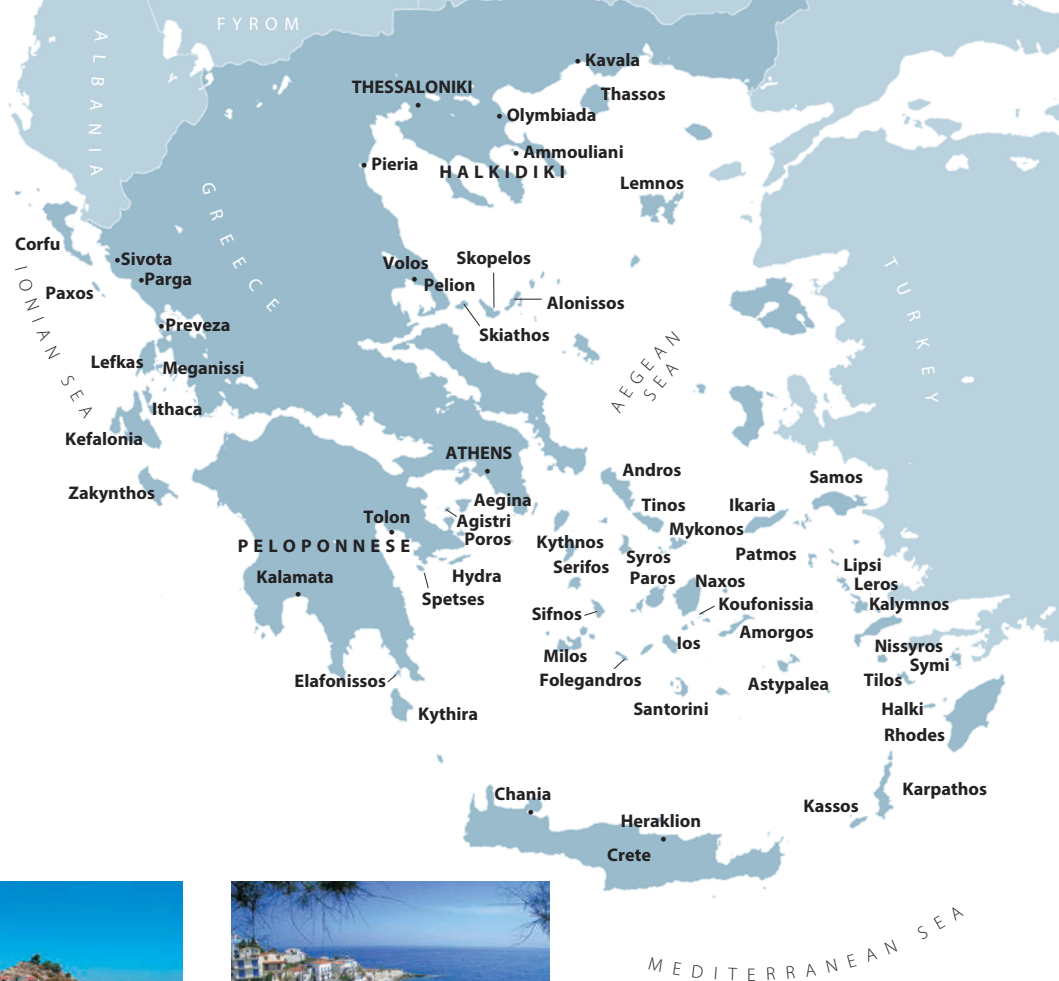 FYROM
ALBANIA
Kavala
THESSALONIKI
Thassos
Olympiada
Ammouliani
Pieria
HALKIDIKI
Lemnos
GREECE
Corfu
Sivota
Parga
Paxos
IONIAN SEA
Volos
Pelion
Skopelos
Alonissos
Skiathos
TURKEY
Preveza
Lefkas
Meganissi
Ithaca
Kefalonia
Zakynthos
AEGEAN
SEA
ATHENS
Aegina
Agistri
Poros
Tolon
PELOPONNESE
Kalamata
Hydra
Spetses
Andros
Tinos
Mykonos
Ikaria
Samos
Kythnos
Serifos
Syros
Paros
Naxos
Patmos
Lipsi
Leros
Kalymnos
Koufonissia
Sifnos
Amorgos
Ios
Milos
Folegandros
Nissyros
Symi
Tilos
Astypalea
Santorini
Halki
Rhodes
Elafonissos
Kythira
Karpathos
Kassos
Chania
Heraklion
Crete
MEDITERRANEAN SEA